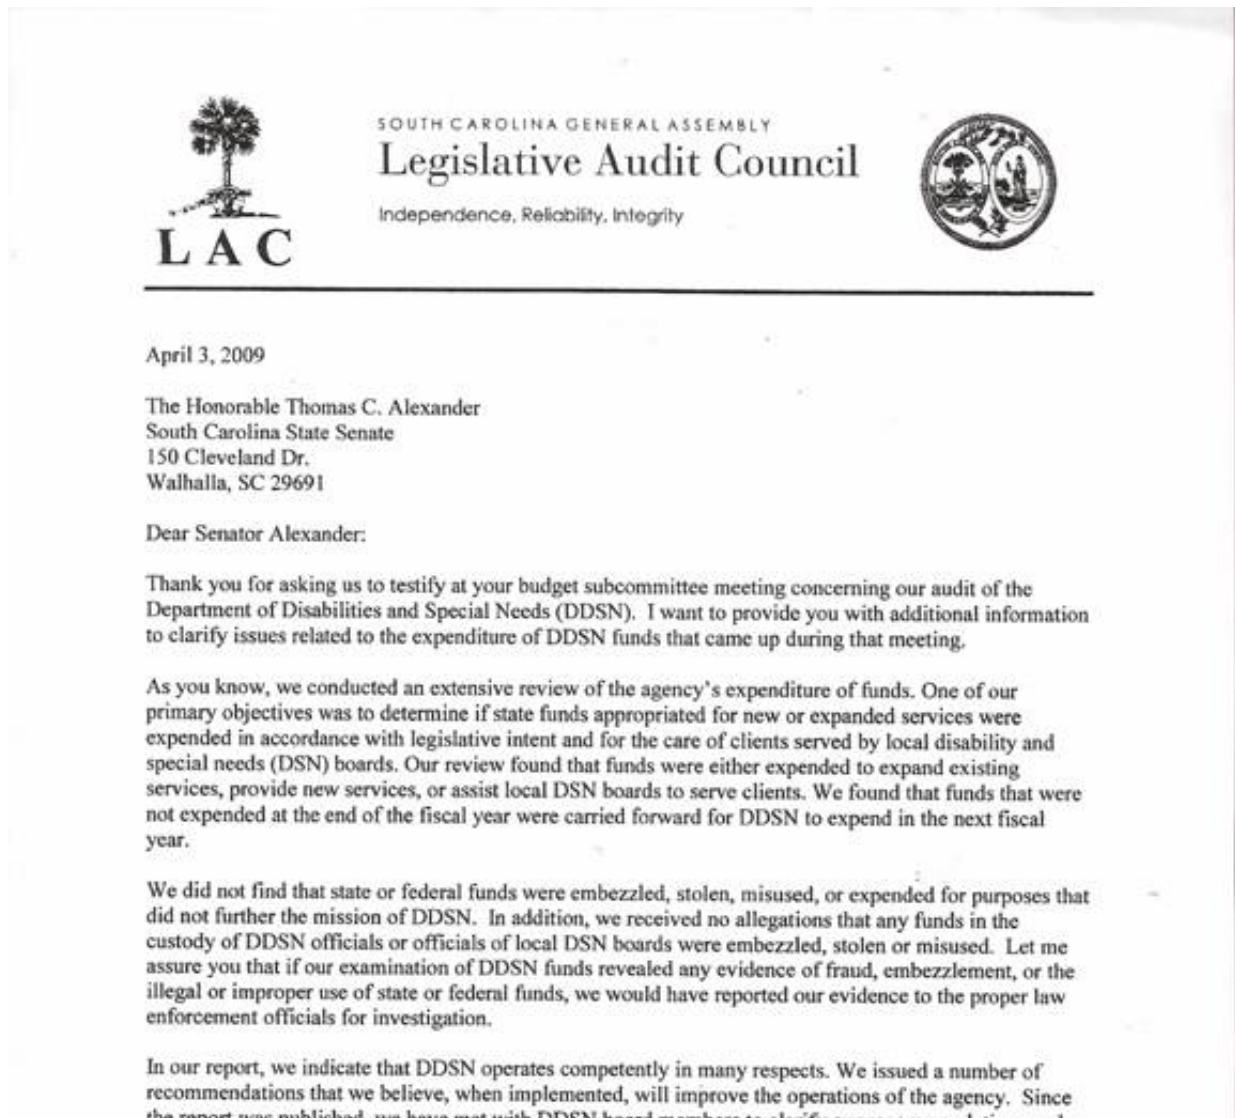 SOUTH CAROLINA GENERAL ASSEMBLY
Legislative Audit Council
Independence, Reliability, Integrity
LAC
April 3, 2009
The Honorable Thomas C. Alexander
South Carolina State Senate
150 Cleveland Dr.
Walhalla, SC 29691
Dear Senator Alexander:
Thank you for asking us to testify at your budget subcommittee meeting concerning our audit of the
Department of Disabilities and Special Needs (DDSN). I want to provide you with additional information
to clarify issues related to the expenditure of DDSN funds that came up during that meeting.
As you know, we conducted an extensive review of the agency's expenditure of funds. One of our
primary objectives was to determine if state funds appropriated for new or expanded services were
expended in accordance with legislative intent and for the care of clients served by local disability and
special needs (DSN) boards. Our review found that funds were either expended to expand existing
services, provide new services, or assist local DSN boards to serve clients. We found that funds that were
not expended at the end of the fiscal year were carried forward for DDSN to expend in the next fiscal
year.
We did not find that state or federal funds were embezzled, stolen, misused, or expended for purposes that
did not further the mission of DDSN. In addition, we received no allegations that any funds in the
custody of DDSN officials or officials of local DSN boards were embezzled, stolen or misused. Let me
assure you that if our examination of DDSN funds revealed any evidence of fraud, embezzlement, or the
illegal or improper use of state or federal funds, we would have reported our evidence to the proper law
enforcement officials for investigation.
In our report, we indicate that DDSN operates competently in many respects. We issued a number of
recommendations that we believe, when implemented, will improve the operations of the agency. Since
the report was published, we have met with DDSN board members to clarify